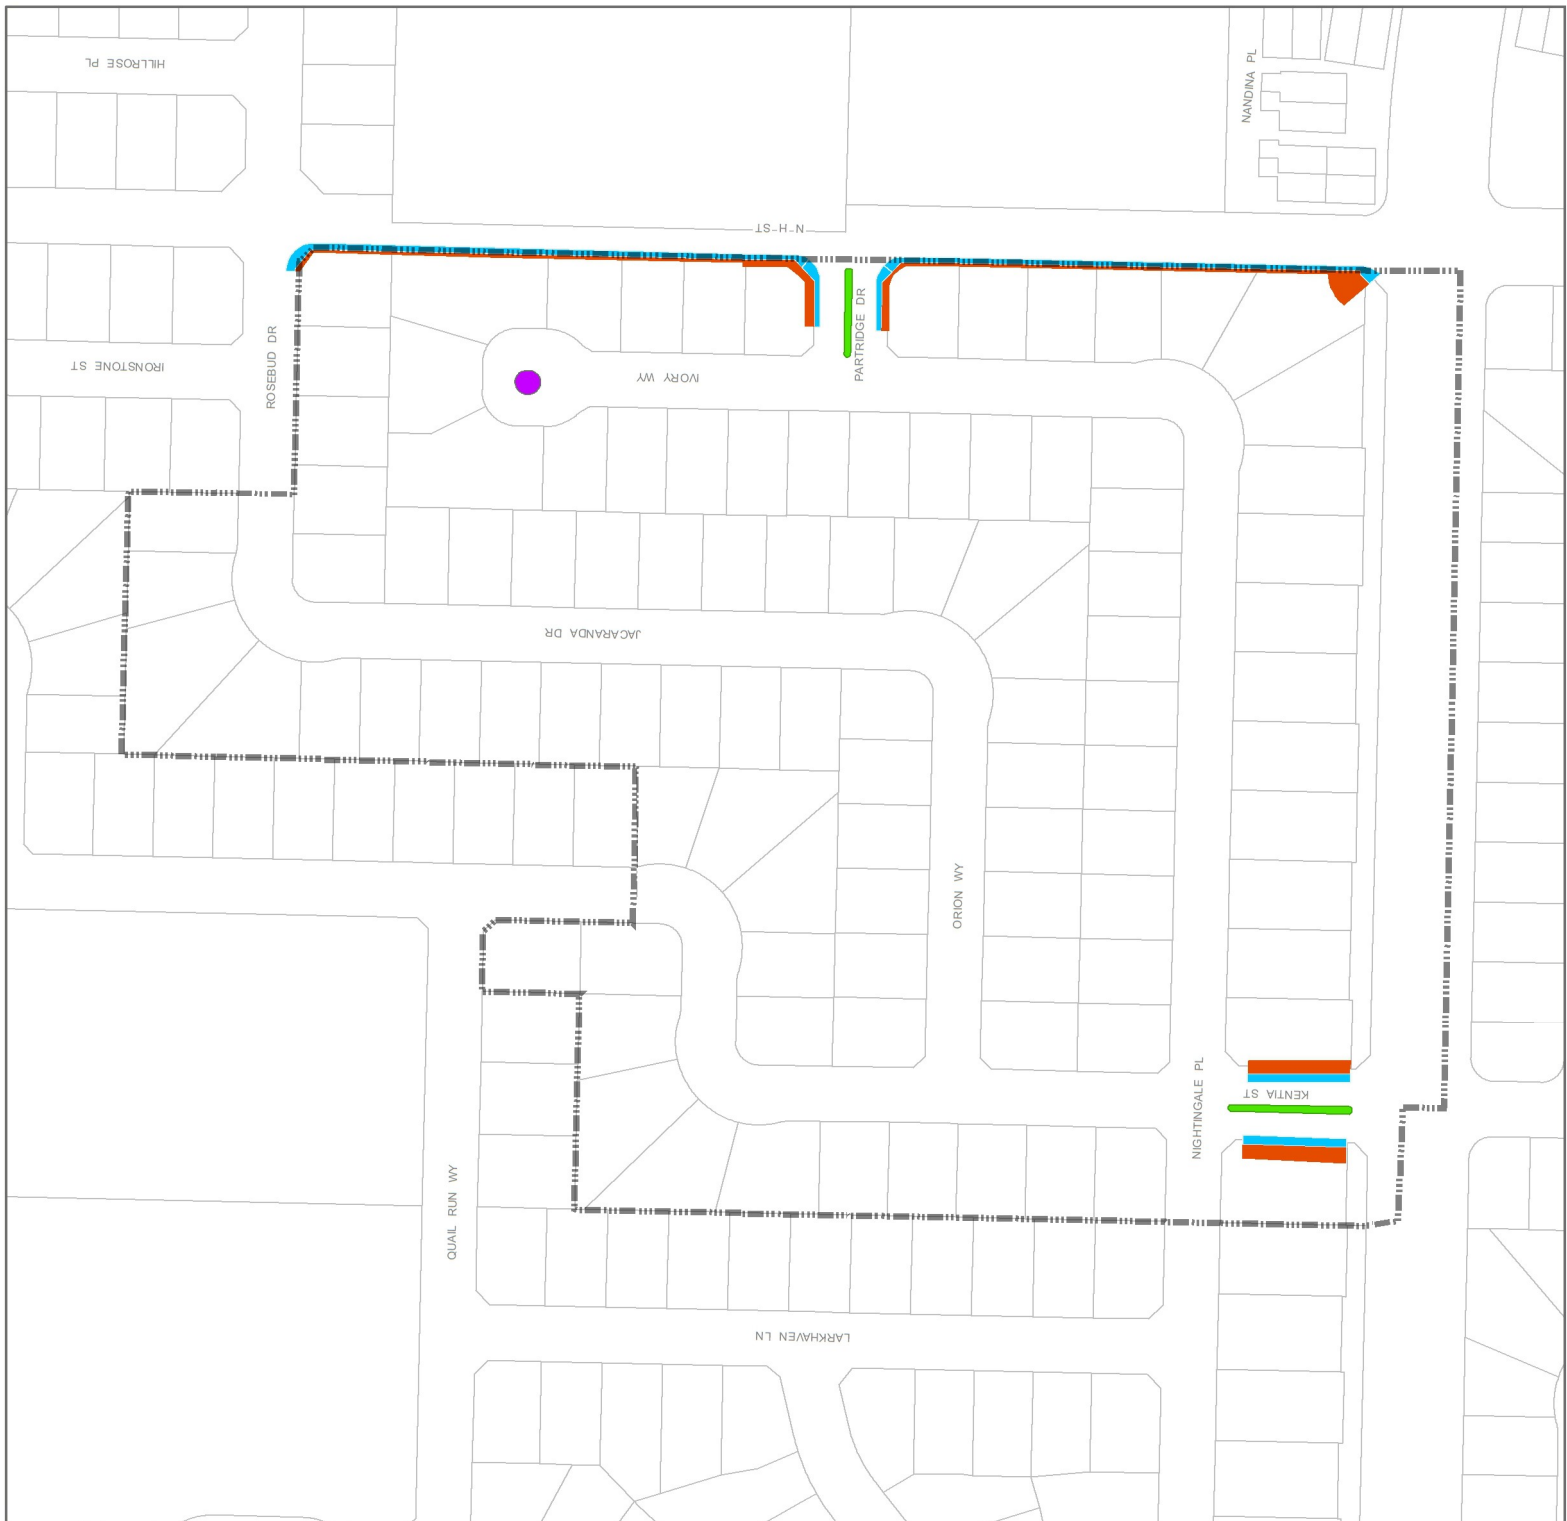 HILLROSE PL
NANDINA PL
N H ST
ROSEBUD DR
IRONSTONE ST
PARTRIDGE DR
IVORY WY
JACARANDA DR
ORION WY
NIGHTINGALE PL
KENTIA ST
QUAIL RUN WY
LARKHAVEN LN